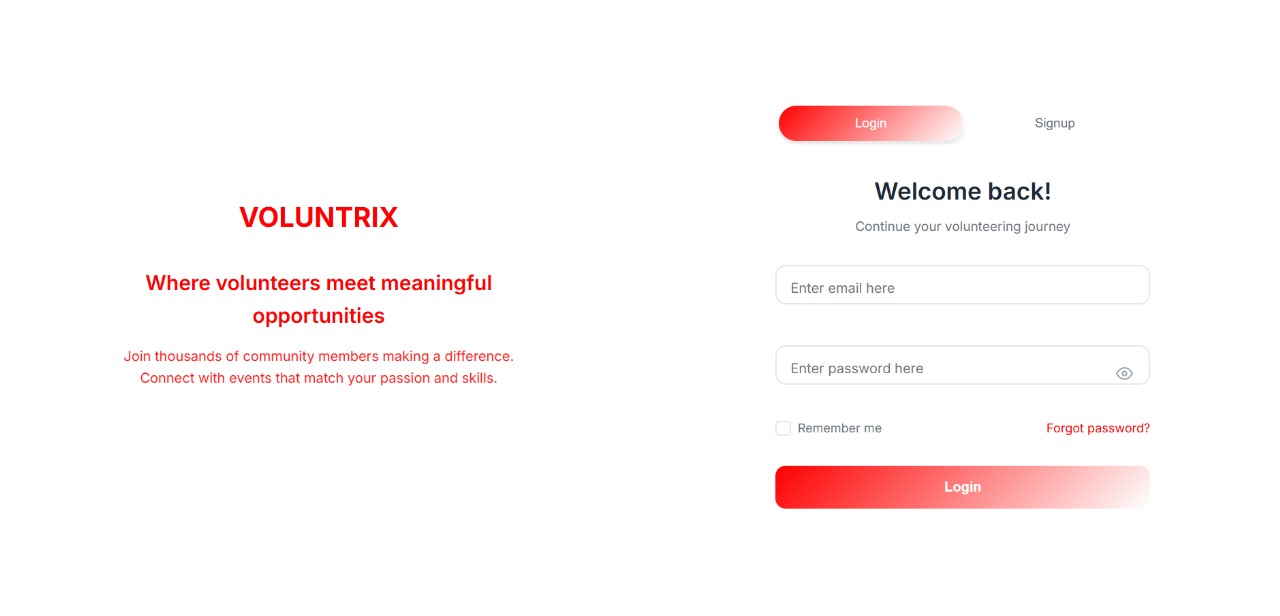 VOLUNTRIX
Where volunteers meet meaningful
opportunities
Join thousands of community members making a difference.
Connect with events that match your passion and skills.
Login
Signup
Welcome back!
Continue your volunteering journey
Enter email here
Enter password here
Remember me
Forgot password?
Login